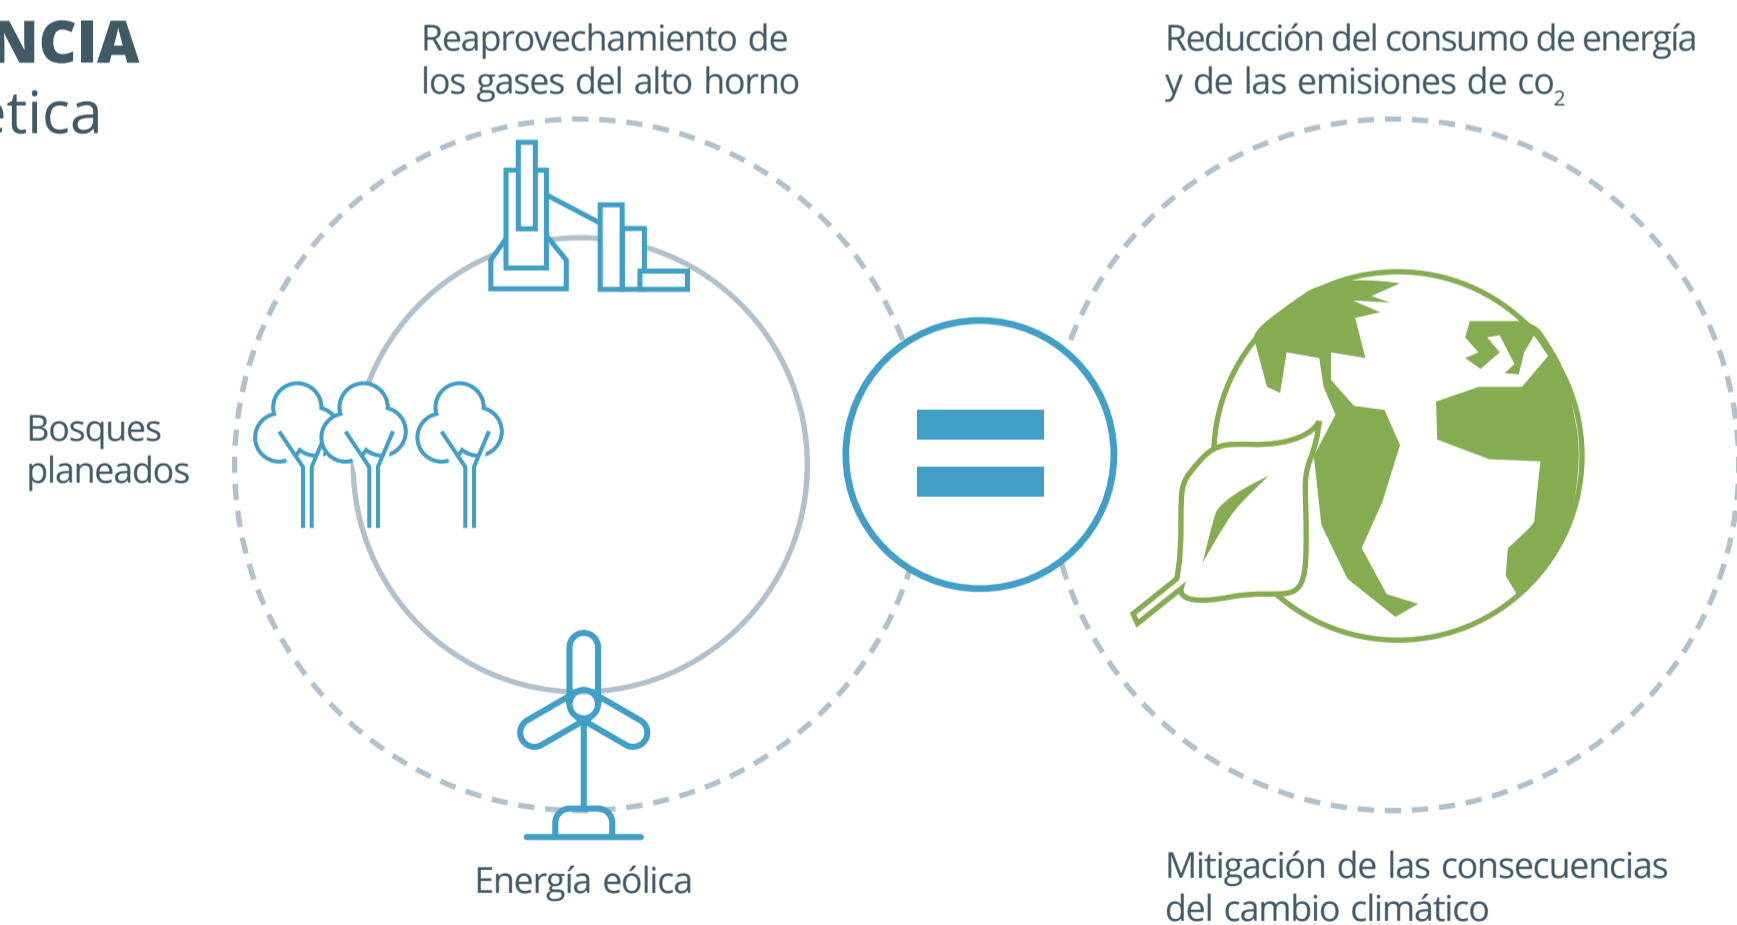 NCIA
ética
Reaprovechamiento de
los gases del alto horno
Reducción del consumo de energía
y de las emisiones de co₂
Bosques
planeados
Energía eólica
Mitigación de las consecuencias
del cambio climático